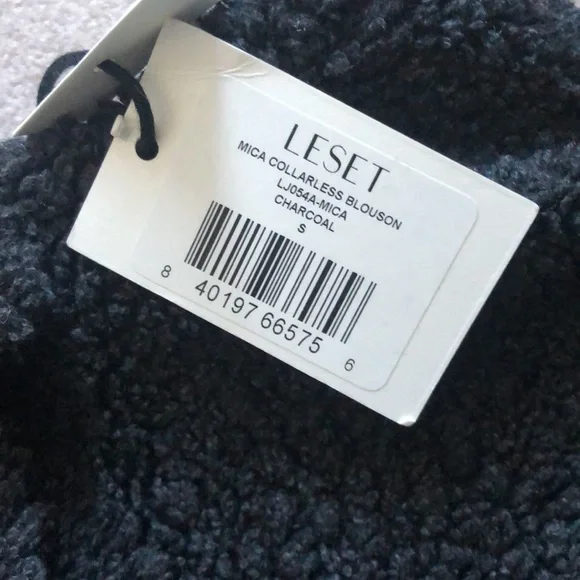 LESET
MICA COLLARLESS BLOUSON
LJ054A-MICA
CHARCOAL
S
8 40197 66575 6